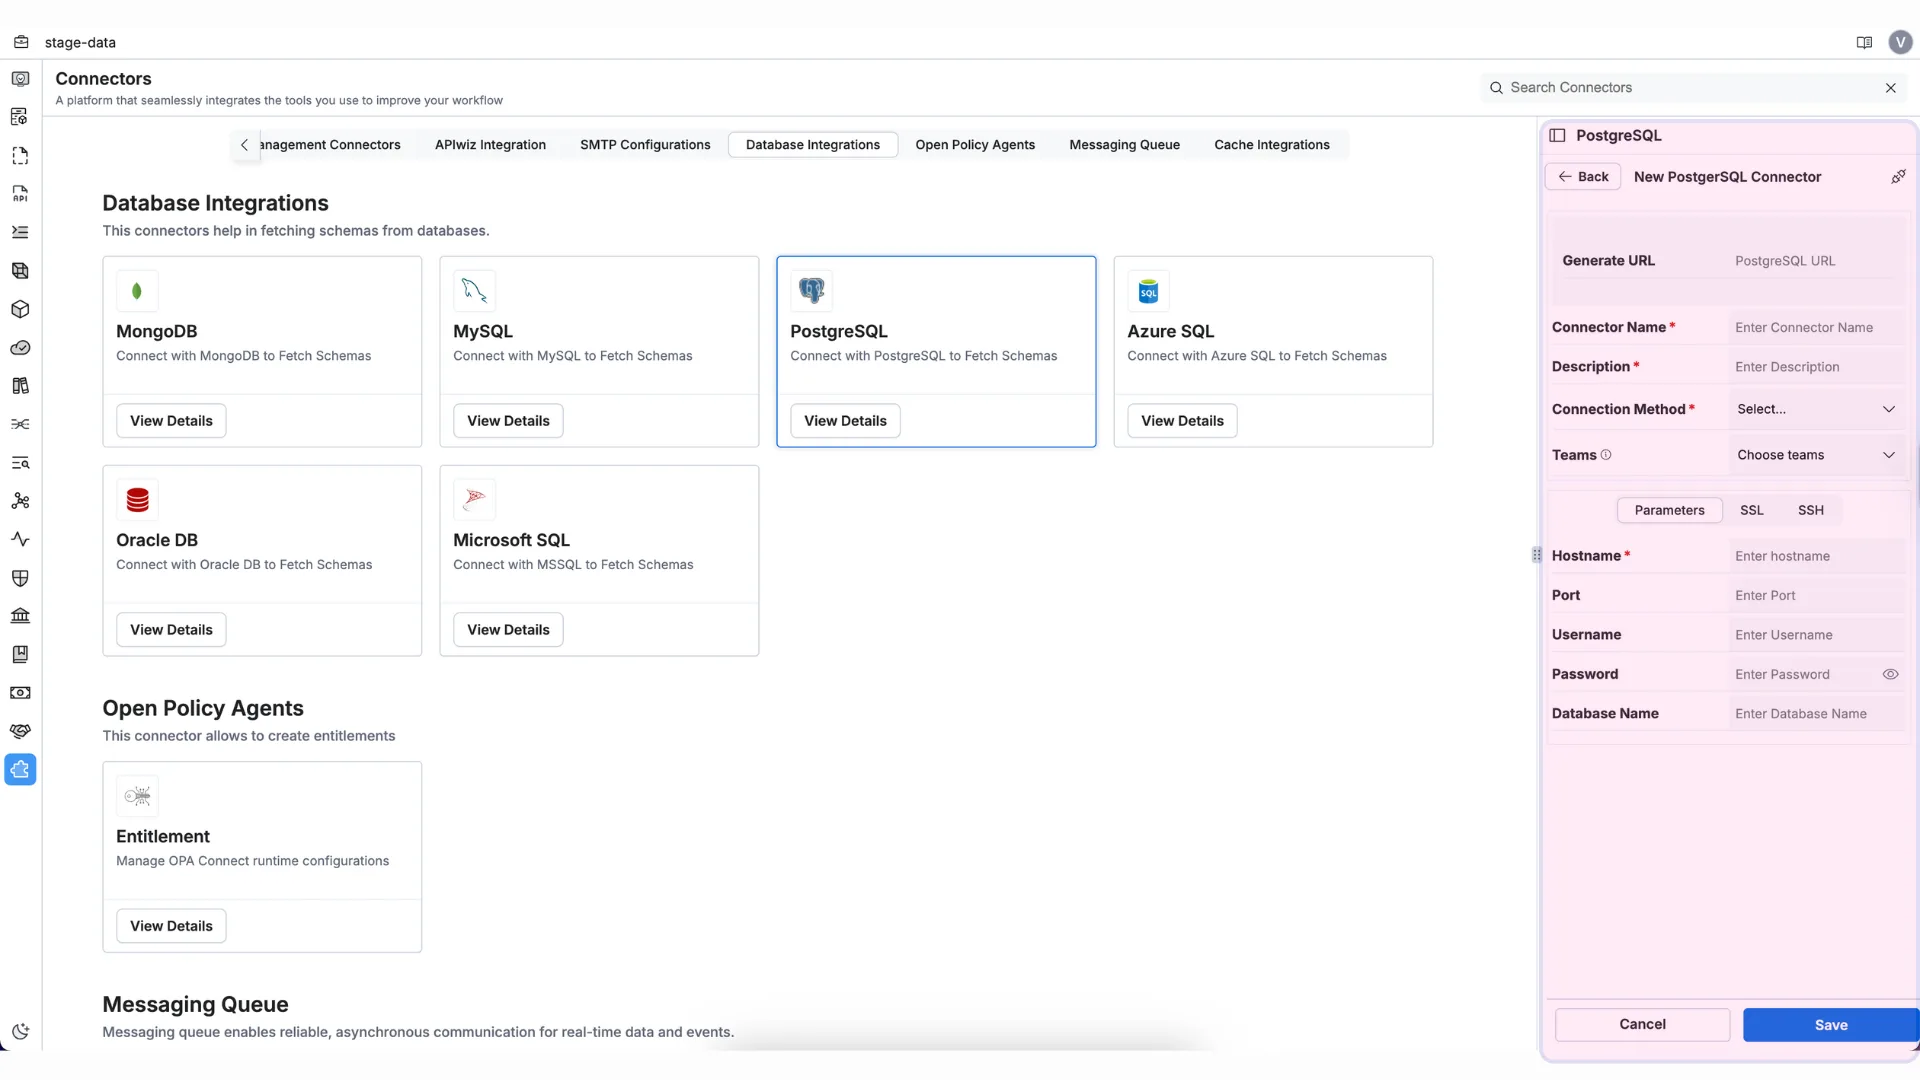 stage-data
V
Connectors
A platform that seamlessly integrates the tools you use to improve your workflow
Search Connectors
anagement Connectors
APIwiz Integration
SMTP Configurations
Database Integrations
Open Policy Agents
Messaging Queue
Cache Integrations
API
Database Integrations
This connectors help in fetching schemas from databases.
MongoDB
Connect with MongoDB to Fetch Schemas
View Details
MySQL
Connect with MySQL to Fetch Schemas
View Details
PostgreSQL
Connect with PostgreSQL to Fetch Schemas
View Details
SQL
Azure SQL
Connect with Azure SQL to Fetch Schemas
View Details
Oracle DB
Connect with Oracle DB to Fetch Schemas
View Details
Microsoft SQL
Connect with MSSQL to Fetch Schemas
View Details
Open Policy Agents
This connector allows to create entitlements
Entitlement
Manage OPA Connect runtime configurations
View Details
Messaging Queue
Messaging queue enables reliable, asynchronous communication for real-time data and events.
PostgreSQL
Back
New PostgerSQL Connector
Generate URL
PostgreSQL URL
Connector Name *
Enter Connector Name
Description *
Enter Description
Connection Method *
Select...
Teams
Choose teams
Parameters
SSL
SSH
Hostname *
Enter hostname
Port
Enter Port
Username
Enter Username
Password
Enter Password
Database Name
Enter Database Name
Cancel
Save